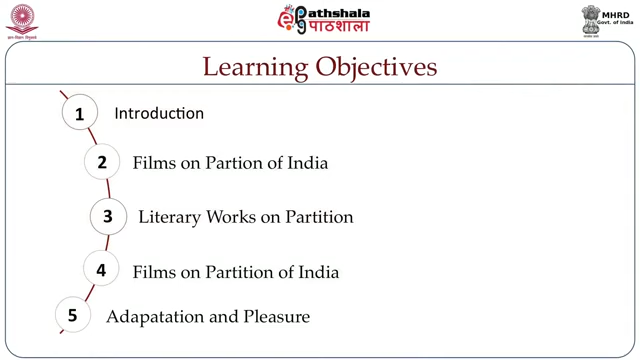 Pathshala
पाठशाला
MHRD
Govt. of India
Learning Objectives
1 Introduction
2 Films on Partion of India
3 Literary Works on Partition
4 Films on Partition of India
5 Adapatation and Pleasure